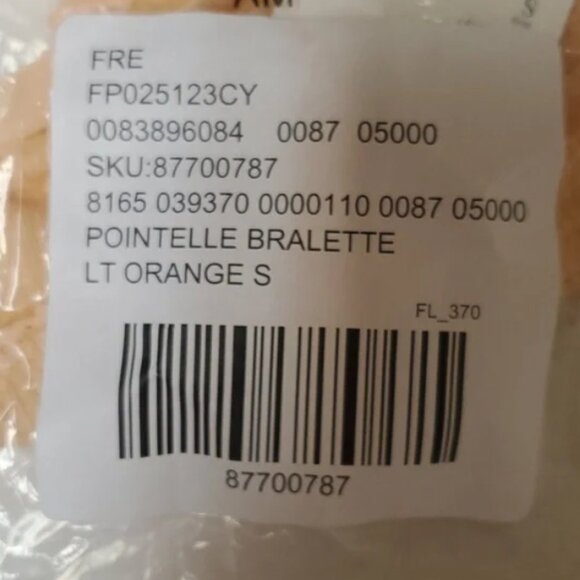 FRE
FP025123CY
0083896084 0087 05000
SKU:87700787
8165 039370 0000110 0087 05000
POINTELLE BRALETTE
LT ORANGE S
FL_370
87700787